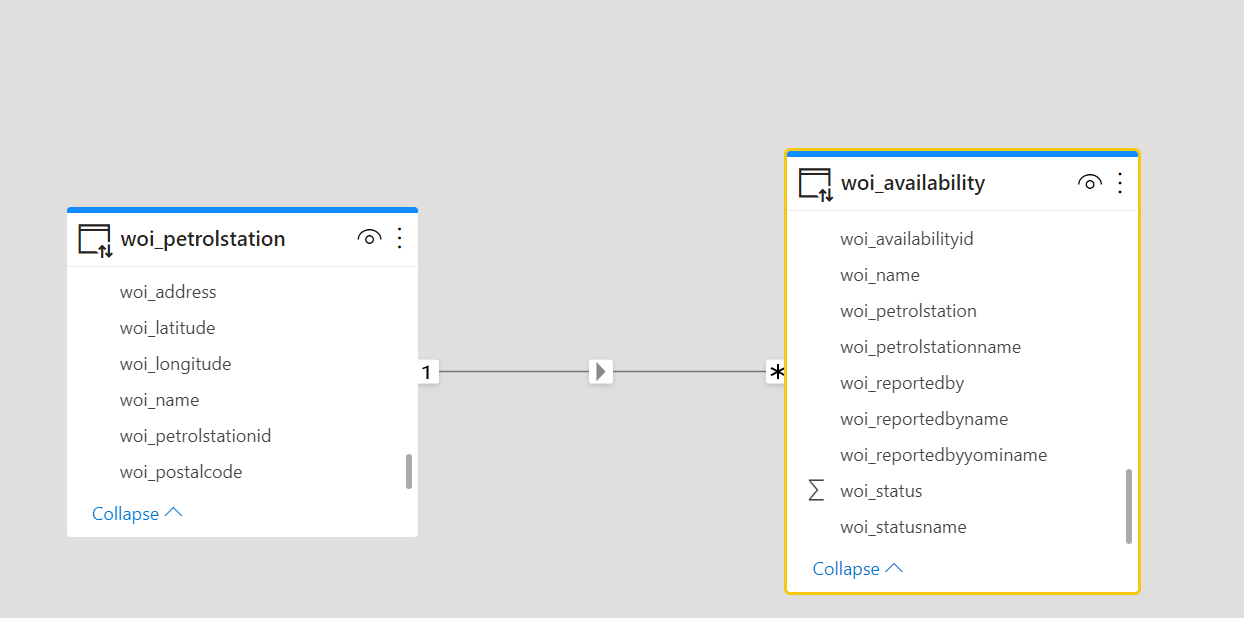 woi_petrolstation
woi_address
woi_latitude
woi_longitude
woi_name
woi_petrolstationid
woi_postalcode
Collapse
1
*
woi_availability
woi_availabilityid
woi_name
woi_petrolstation
woi_petrolstationname
woi_reportedby
woi_reportedbyname
woi_reportedbyyominame
∑ woi_status
woi_statusname
Collapse